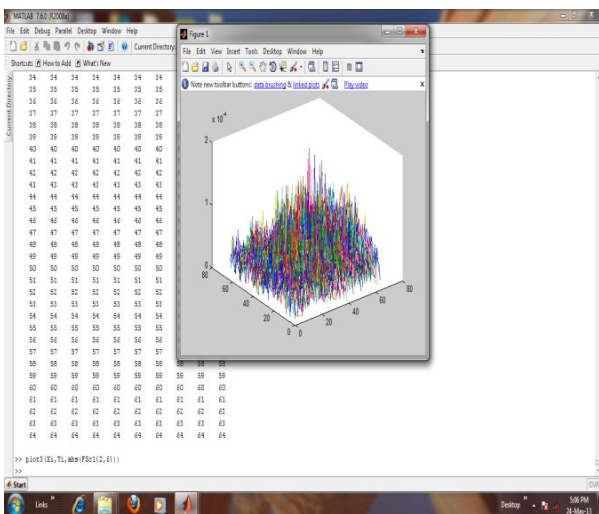 MATLAB 7.6.0 (R2008a)
File Edit Debug Parallel Desktop Window Help
Current Directory:
Shortcuts How to Add What's New
Current Directory
34 34 34 34 34 34 34
35 35 35 35 35 35 35
36 36 36 36 36 36 36
37 37 37 37 37 37 37
38 38 38 38 38 38 38
39 39 39 39 39 39 39
40 40 40 40 40 40 40
41 41 41 41 41 41 41
42 42 42 42 42 42 42
43 43 43 43 43 43 43
44 44 44 44 44 44 44
45 45 45 45 45 45 45
46 46 46 46 46 46 46
47 47 47 47 47 47 47
48 48 48 48 48 48 48
49 49 49 49 49 49 49
50 50 50 50 50 50 50
51 51 51 51 51 51 51
52 52 52 52 52 52 52
53 53 53 53 53 53 53
54 54 54 54 54 54 54
55 55 55 55 55 55 55
56 56 56 56 56 56 56
57 57 57 57 57 57 57
58 58 58 58 58 58 58 58 58 58
59 59 59 59 59 59 59 59 59 59
60 60 60 60 60 60 60 60 60 60
61 61 61 61 61 61 61 61 61 61
62 62 62 62 62 62 62 62 62 62
63 63 63 63 63 63 63 63 63 63
64 64 64 64 64 64 64 64 64 64
>> plot3(Xi,Yi,abs(FSc1(Z,6)))
>>
Start
OVR
Figure 1
File Edit View Insert Tools Desktop Window Help
Note new toolbar buttons: data brushing & linked plots Play video
x 10^-4
2
1
0
80
60
40
20
0
0
20
40
60
80
Links
Desktop
5:06 PM
24-May-13